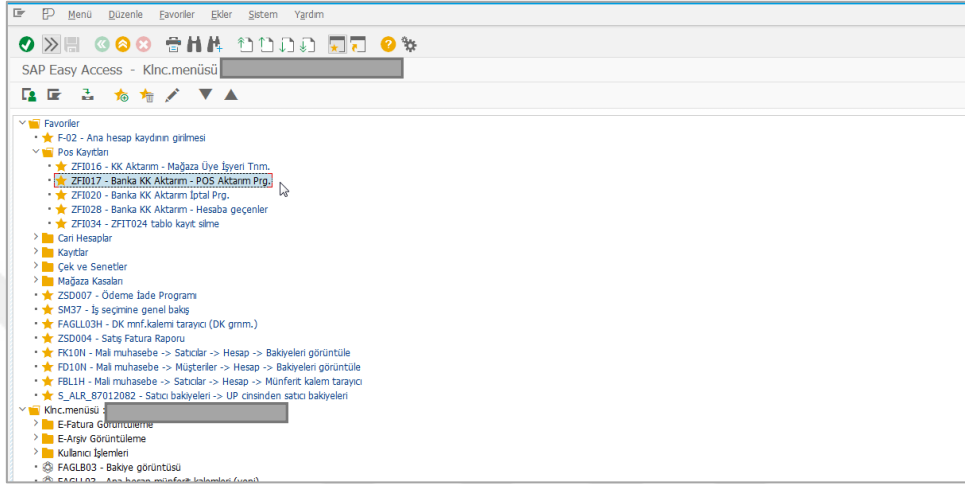 Menü Düzenle Favoriler Ekler Sistem Yardım
SAP Easy Access - Klnc.menüsü
Favoriler
F-02 - Ana hesap kaydının girilmesi
Pos Kayıtları
ZFI016 - KK Aktarım - Mağaza Üye İşyeri Tnm.
ZFI017 - Banka KK Aktarım - POS Aktarım Prg.
ZFI020 - Banka KK Aktarım İptal Prg.
ZFI028 - Banka KK Aktarım - Hesaba geçenler
ZFI034 - ZFIT024 tablo kayıt silme
Cari Hesaplar
Kayıtlar
Çek ve Senetler
Mağaza Kasaları
ZSD007 - Ödeme İade Programı
SM37 - İş seçimine genel bakış
FAGLL03H - DK mnf.kalemi tarayıcı (DK grnm.)
ZSD004 - Satış Fatura Raporu
FK10N - Mali muhasebe -> Satıcılar -> Hesap -> Bakiyeleri görüntüle
FD10N - Mali muhasebe -> Müşteriler -> Hesap -> Bakiyeleri görüntüle
FBL1H - Mali muhasebe -> Satıcılar -> Hesap -> Münferit kalem tarayıcı
S_ALR_87012082 - Satıcı bakiyeleri -> UP cinsinden satıcı bakiyeleri
Klnc.menüsü :
E-Fatura Görüntüleme
E-Arşiv Görüntüleme
Kullanıcı İşlemleri
FAGLB03 - Bakiye görüntüsü
FAGLL03 - Ana hesap münferit kalemleri (yeni)